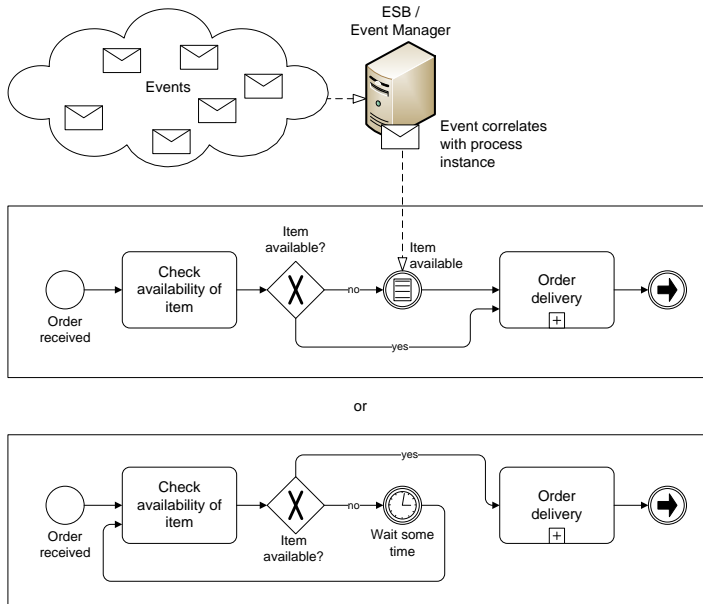 ESB /
Event Manager
Events
Event correlates
with process
instance
Item
available?
Item
available
Check
availability of
item
no
Order
delivery
Order
received
yes
or
yes
Check
availability of
item
no
Order
delivery
Order
received
Item
available?
Wait some
time